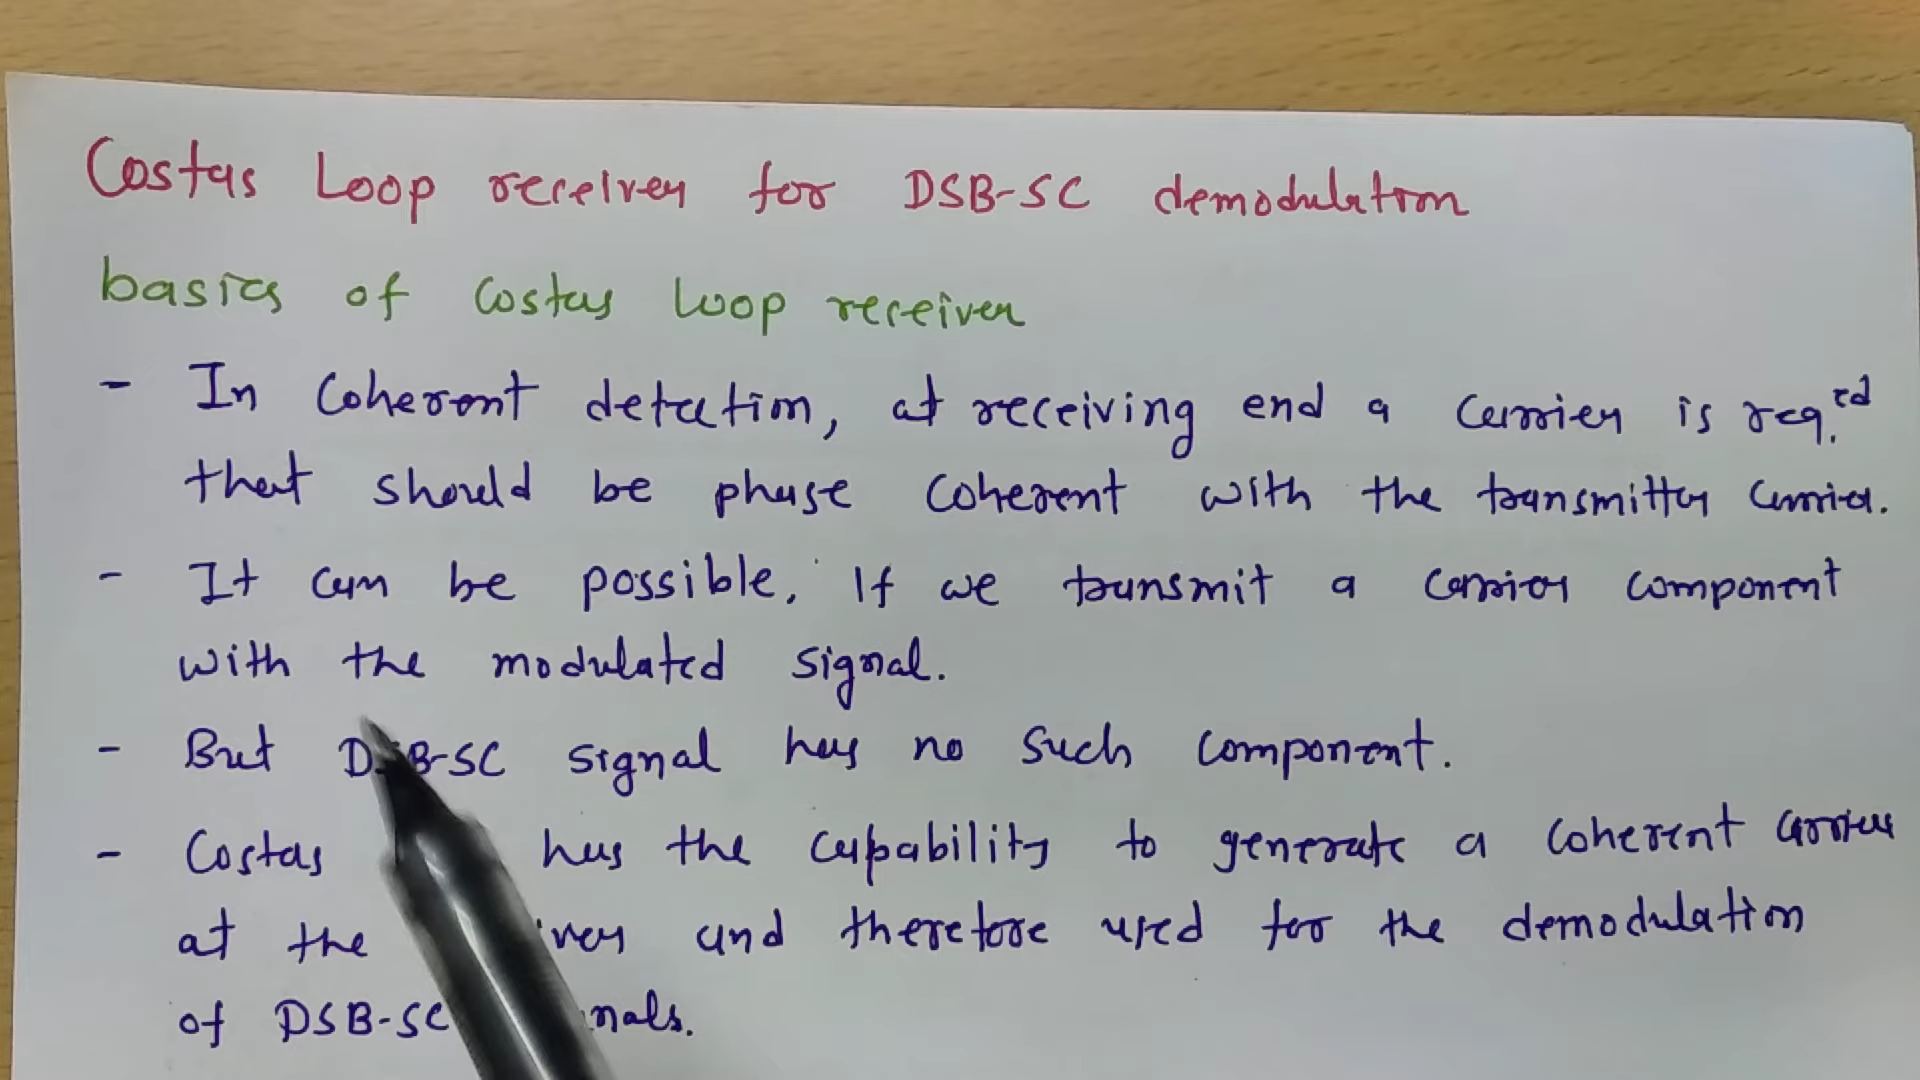 Costas Loop receiver for DSB-SC demodulation
basics of Costas Loop receiver
- In Coherent detection, at receiving end a carrier is req.ed
that should be phase coherent with the transmitter carrier.
- It can be possible. If we transmit a carrier component
with the modulated signal.
- But DSB-SC signal has no such component.
- Costas has the capability to generate a coherent carrier
at the and therefore used for the demodulation
of DSB-SC